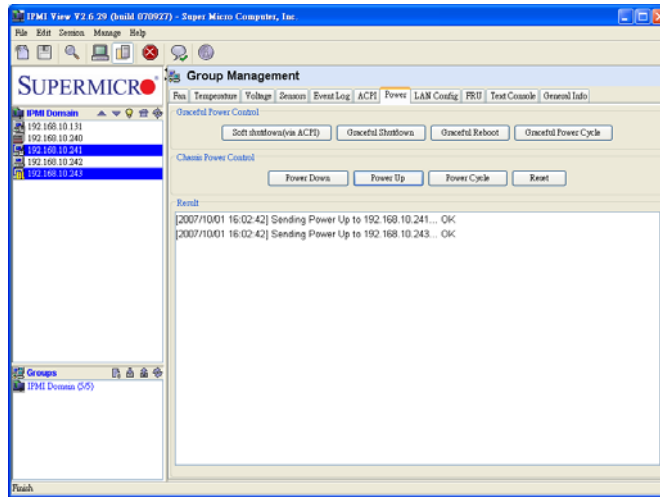 IPMI View V2.6.29 (build 070927) - Super Micro Computer, Inc.
File Edit Session Manage Help
SUPERMICRO
Group Management
Fan Temperature Voltage Sensors Event Log ACPI Power LAN Config FRU Text Console General Info
IPMI Domain
192.168.10.131
192.168.10.240
192.168.10.241
192.168.10.242
192.168.10.243
Graceful Power Control
Soft shutdown(via ACPI) Graceful Shutdown Graceful Reboot Graceful Power Cycle
Chassis Power Control
Power Down Power Up Power Cycle Reset
Result
[2007/10/01 16:02:42] Sending Power Up to 192.168.10.241... OK
[2007/10/01 16:02:42] Sending Power Up to 192.168.10.243... OK
Groups
IPMI Domain (5/5)
Finish